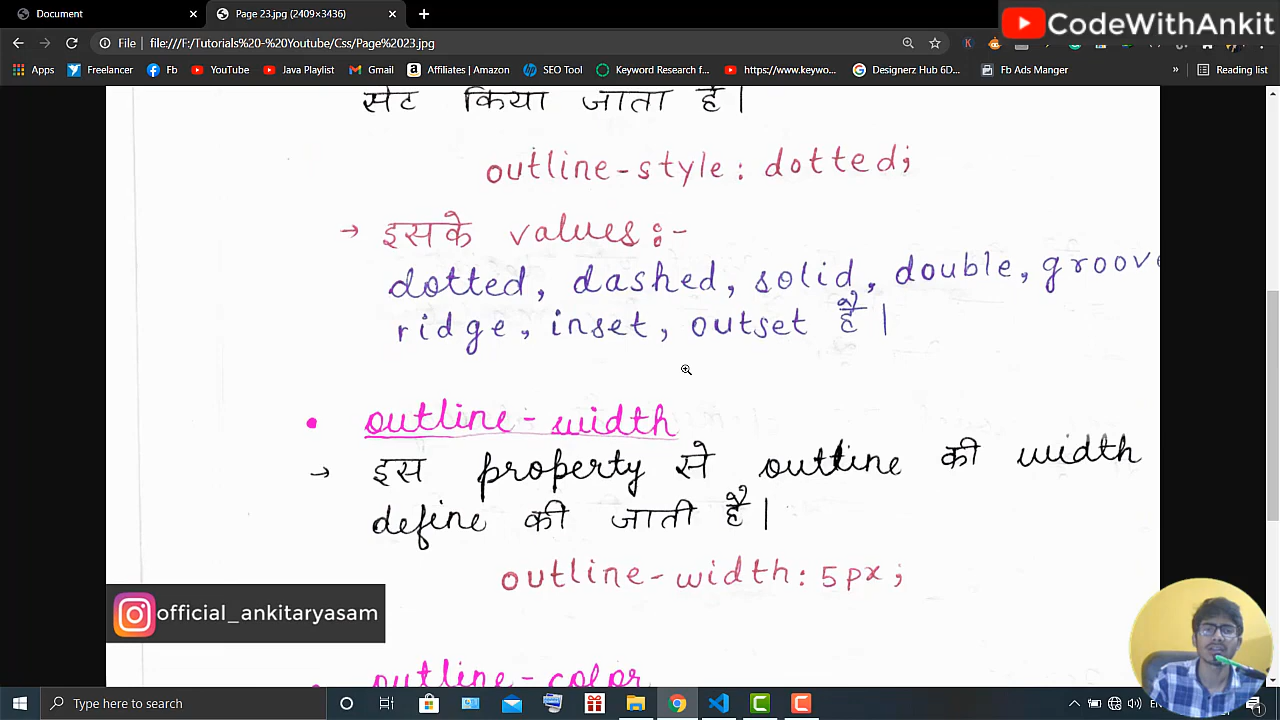 Document
Page 23.jpg (2409×3436)
CodeWithAnkit
File file:///F:/Tutorials%20-%20Youtube/Css/Page%2023.jpg
Apps Freelancer Fb YouTube Java Playlist Gmail Affiliates | Amazon SEO Tool Keyword Research f... https://www.keywo... Designerz Hub 6D... Fb Ads Manger » Reading list
सेट किया जाता है।
outline-style: dotted;
→ इसके values:-
dotted, dashed, solid, double, groove
ridge, inset, outset है।
• outline-width
→ इस property से outline की width
define की जाती है।
outline-width: 5px;
official_ankitaryasam
outline-color
Type here to search